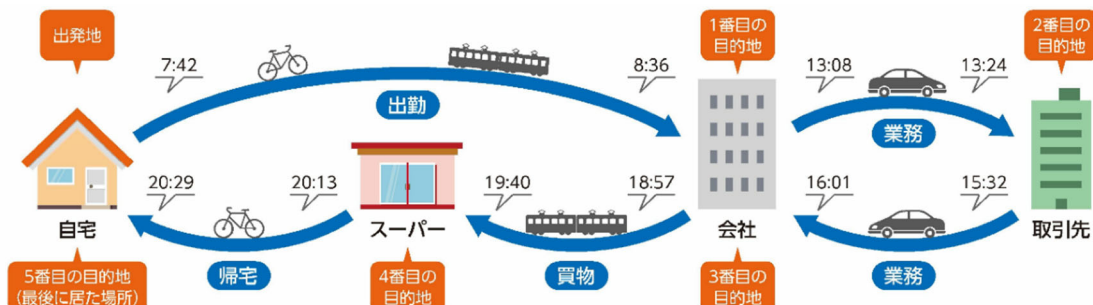 出発地
1番目の
目的地
2番目の
目的地
7:42
8:36
13:08
13:24
出勤
業務
20:29
20:13
19:40
18:57
16:01
15:32
自宅
スーパー
会社
取引先
帰宅
買物
業務
5番目の目的地
(最後に居た場所)
4番目の
目的地
3番目の
目的地